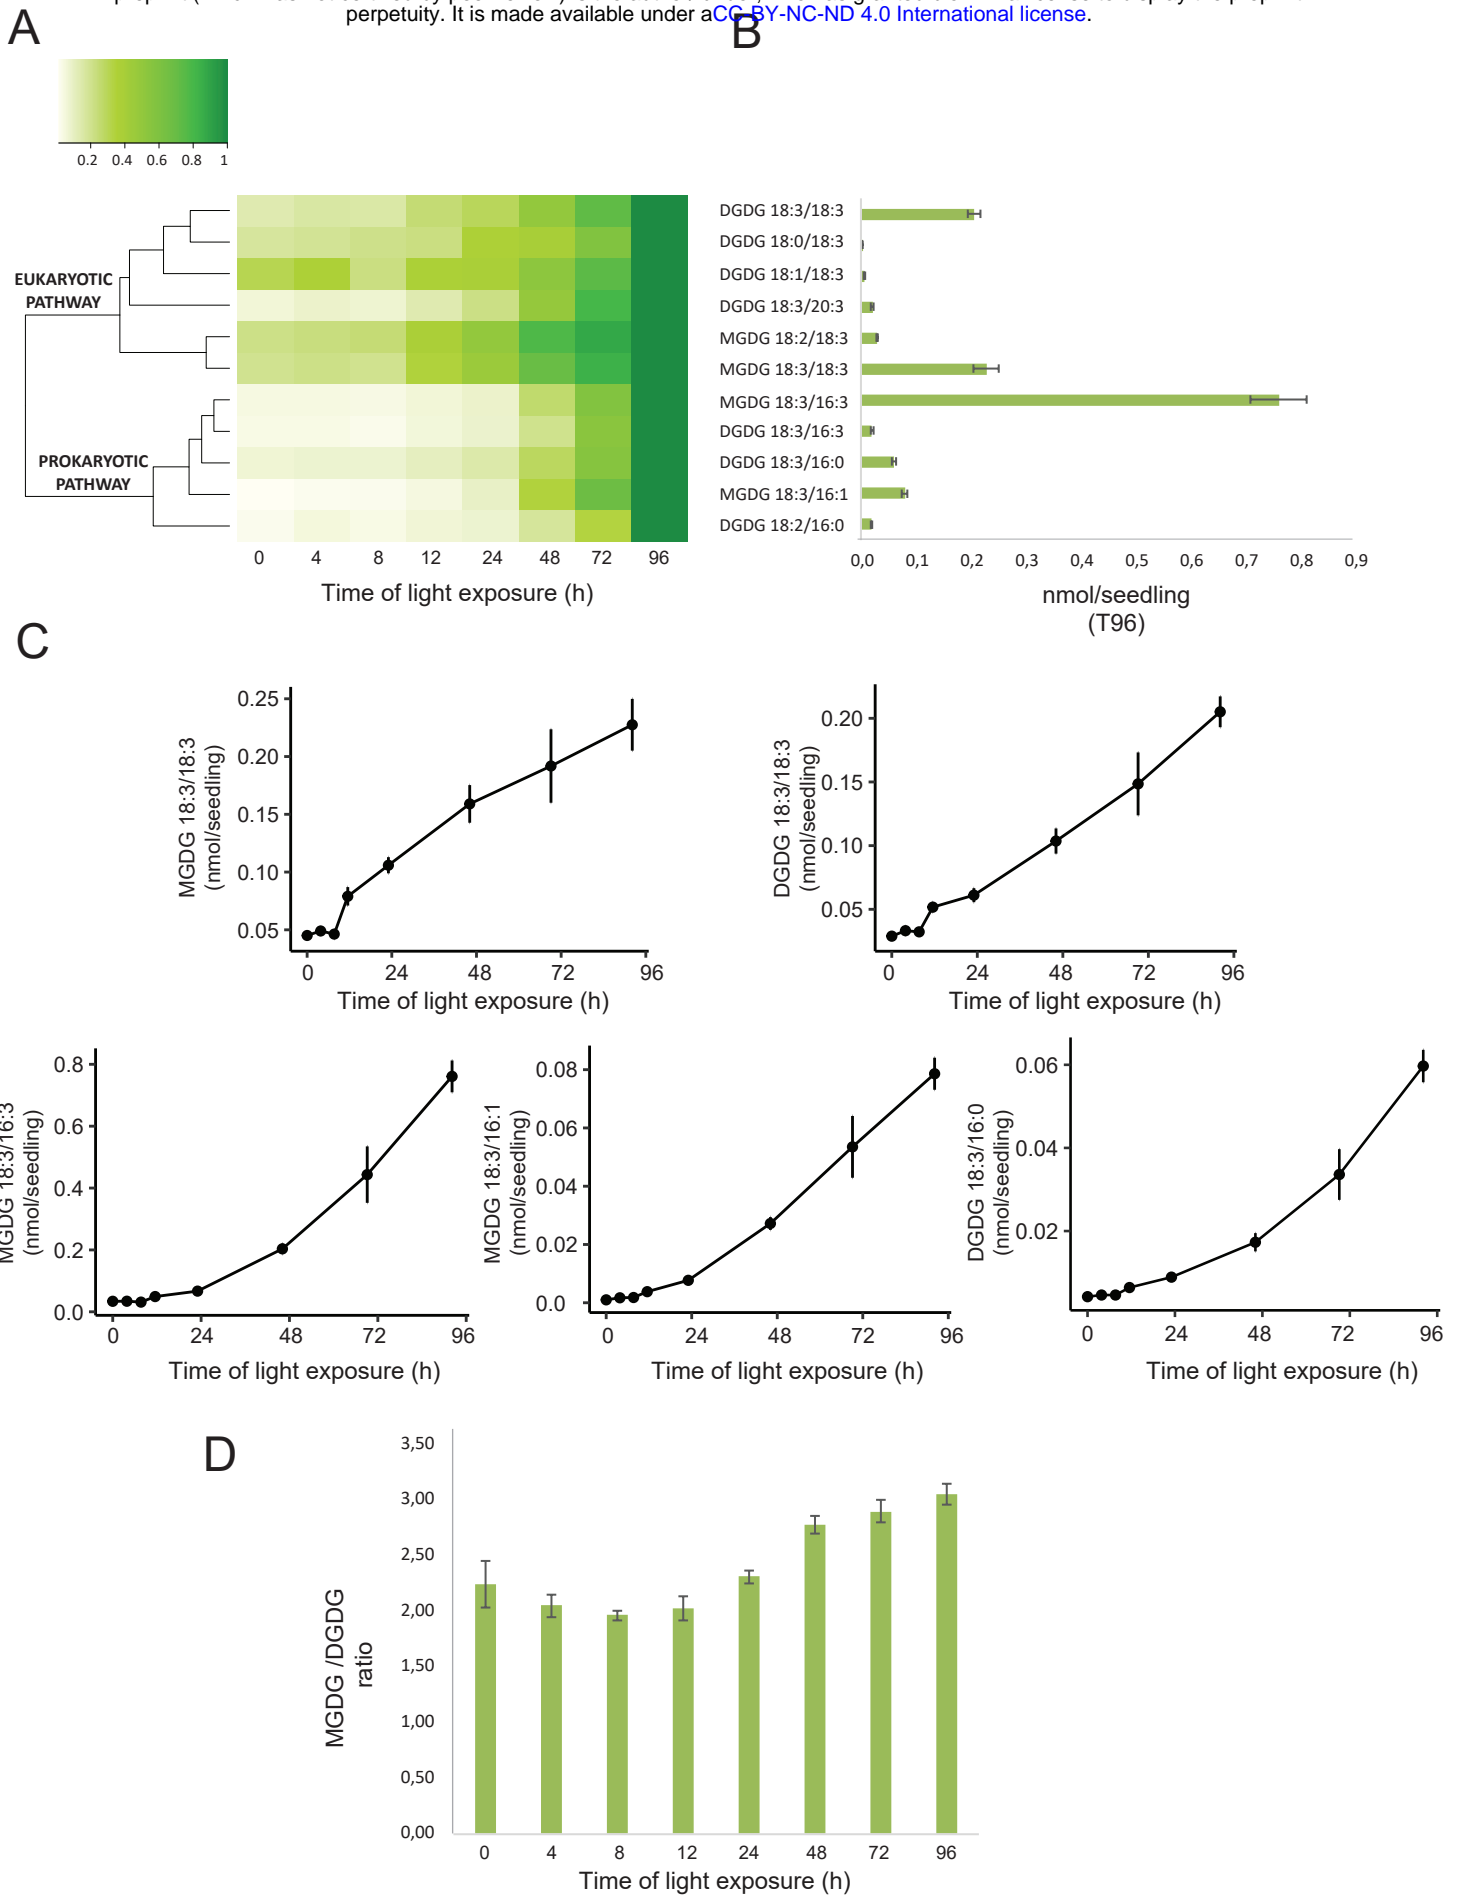 perpetuity. It is made available under aCC-BY-NC-ND 4.0 International license.
A
B
0.2 0.4 0.6 0.8 1
EUKARYOTIC
PATHWAY
PROKARYOTIC
PATHWAY
0 4 8 12 24 48 72 96
Time of light exposure (h)
DGDG 18:3/18:3
DGDG 18:0/18:3
DGDG 18:1/18:3
DGDG 18:3/20:3
MGDG 18:2/18:3
MGDG 18:3/18:3
MGDG 18:3/16:3
DGDG 18:3/16:3
DGDG 18:3/16:0
MGDG 18:3/16:1
DGDG 18:2/16:0
0,0 0,1 0,2 0,3 0,4 0,5 0,6 0,7 0,8 0,9
nmol/seedling
(T96)
C
MGDG 18:3/18:3
(nmol/seedling)
0.25
0.20
0.15
0.10
0.05
0 24 48 72 96
Time of light exposure (h)
DGDG 18:3/18:3
(nmol/seedling)
0.20
0.15
0.10
0.05
0 24 48 72 96
Time of light exposure (h)
MGDG 18:3/16:3
(nmol/seedling)
0.8
0.6
0.4
0.2
0.0
0 24 48 72 96
Time of light exposure (h)
MGDG 18:3/16:1
(nmol/seedling)
0.08
0.06
0.04
0.02
0.0
0 24 48 72 96
Time of light exposure (h)
DGDG 18:3/16:0
(nmol/seedling)
0.06
0.04
0.02
0 24 48 72 96
Time of light exposure (h)
D
MGDG /DGDG
ratio
3,50
3,00
2,50
2,00
1,50
1,00
0,50
0,00
0 4 8 12 24 48 72 96
Time of light exposure (h)